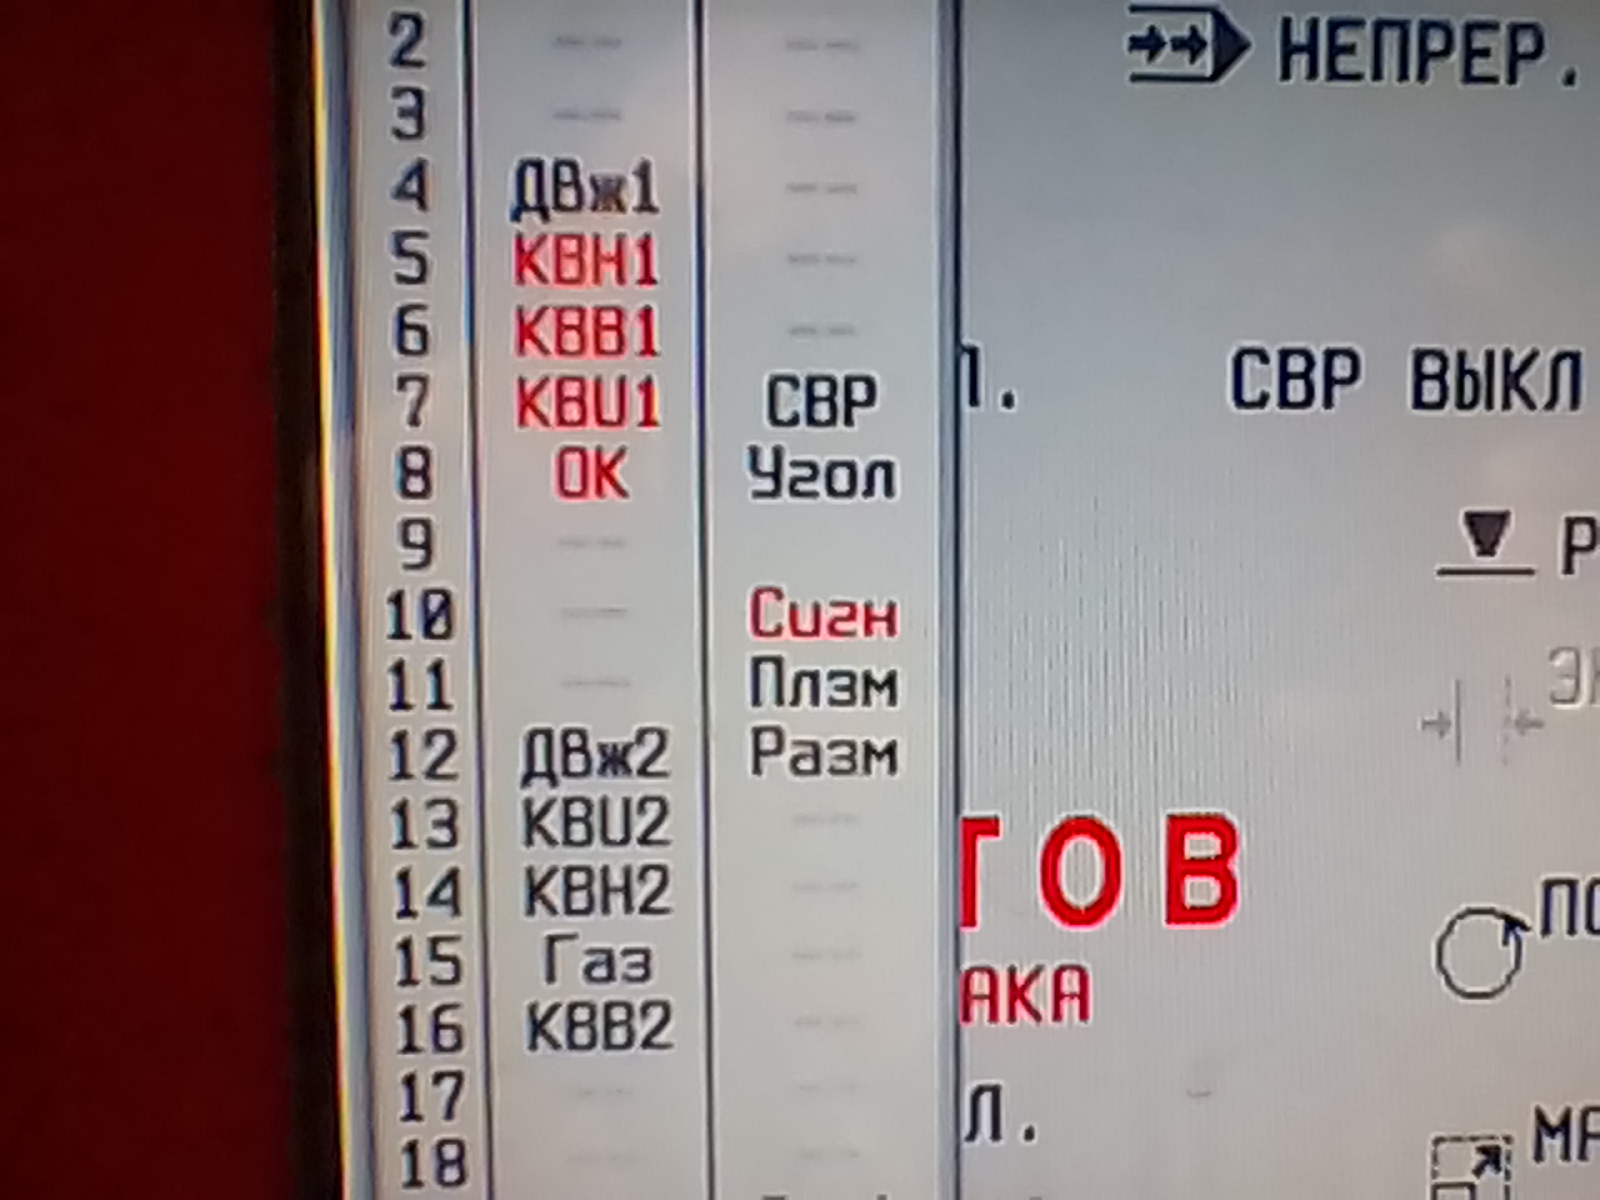 2 -- --
3 -- --
4 ДВж1 --
5 КВН1 --
6 КВВ1 --
7 КВU1 СВР
8 ОК Угол
9 --
10 -- Сигн
11 -- Плзм
12 ДВж2 Разм
13 КВU2 --
14 КВН2 --
15 Газ --
16 КВВ2 --
17 -- --
18 -- --
НЕПРЕР.
СВР ВЫКЛ
ТОВ
АКА
Л.